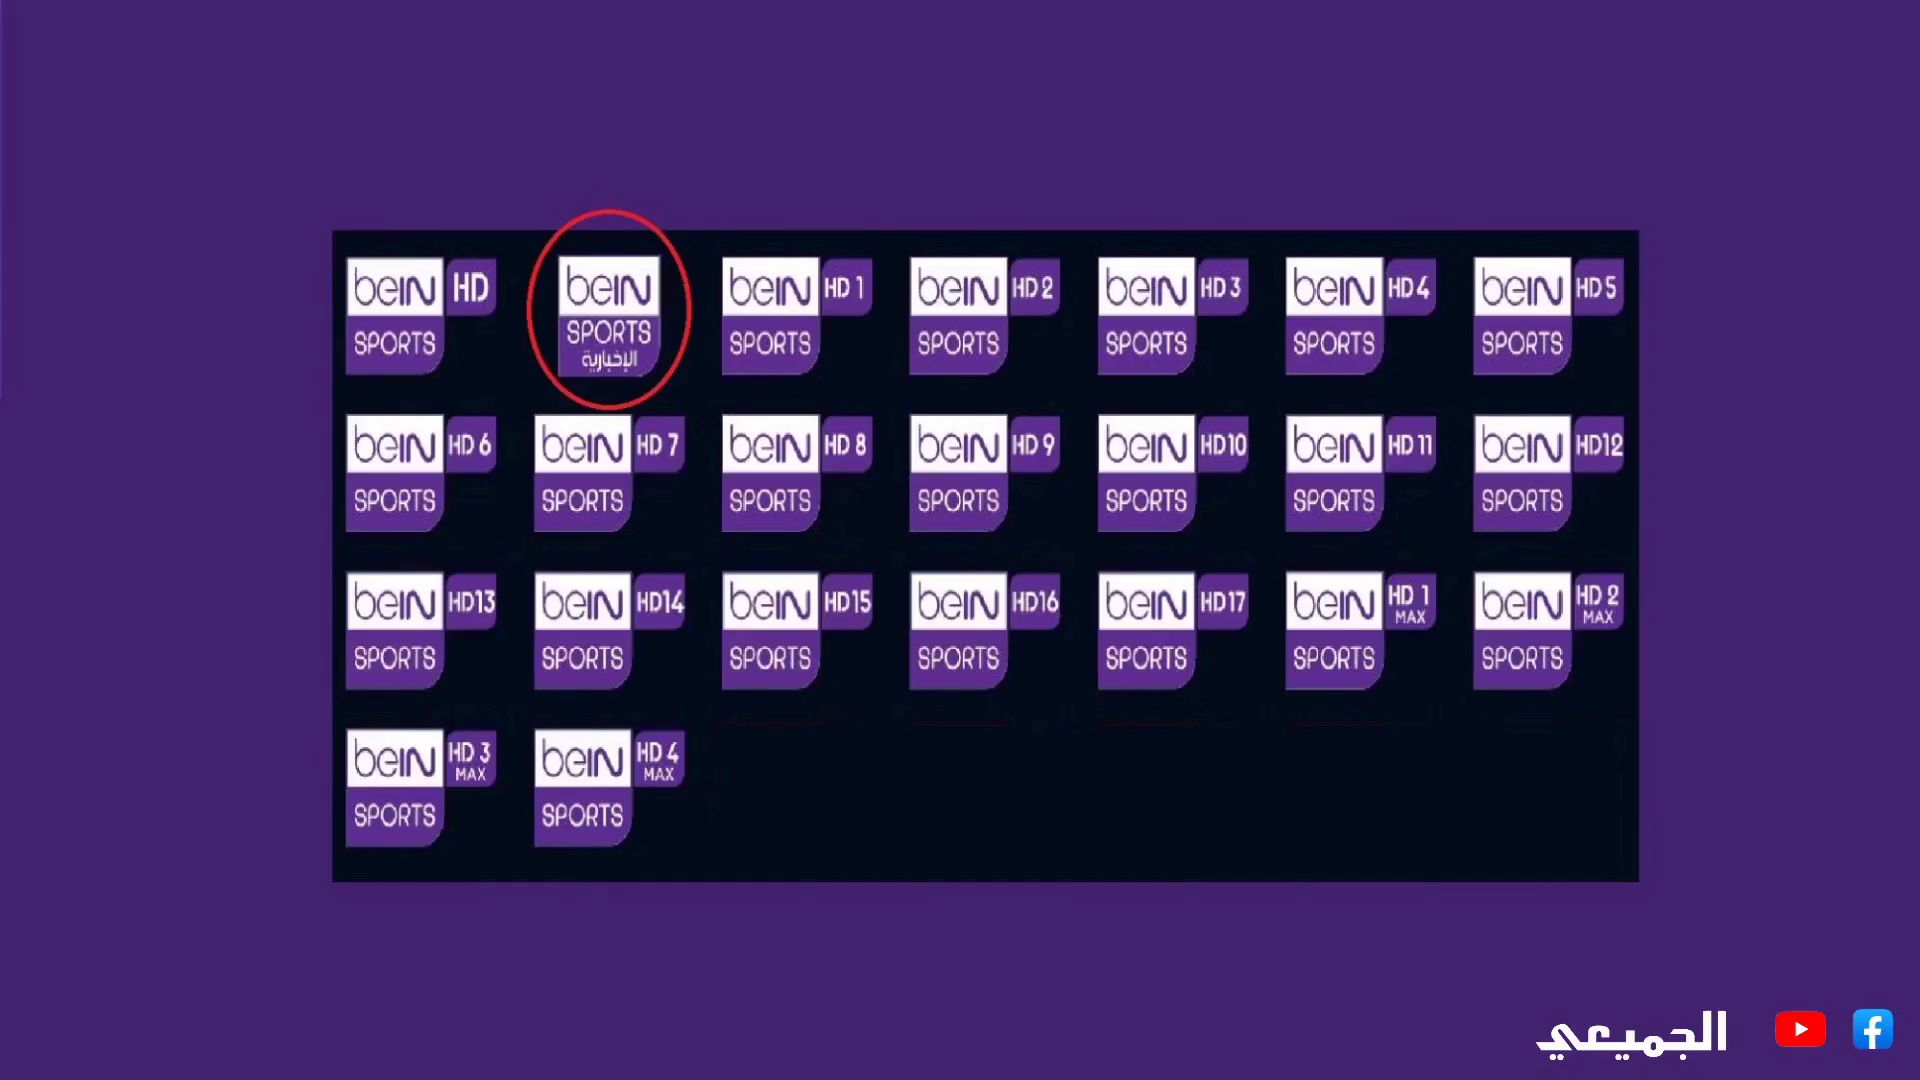 beIN HD SPORTS
beIN SPORTS الإخبارية
beIN HD 1 SPORTS
beIN HD 2 SPORTS
beIN HD 3 SPORTS
beIN HD 4 SPORTS
beIN HD 5 SPORTS
beIN HD 6 SPORTS
beIN HD 7 SPORTS
beIN HD 8 SPORTS
beIN HD 9 SPORTS
beIN HD10 SPORTS
beIN HD 11 SPORTS
beIN HD12 SPORTS
beIN HD13 SPORTS
beIN HD14 SPORTS
beIN HD15 SPORTS
beIN HD16 SPORTS
beIN HD17 SPORTS
beIN HD 1 MAX SPORTS
beIN HD 2 MAX SPORTS
beIN HD 3 MAX SPORTS
beIN HD 4 MAX SPORTS
الجميعي